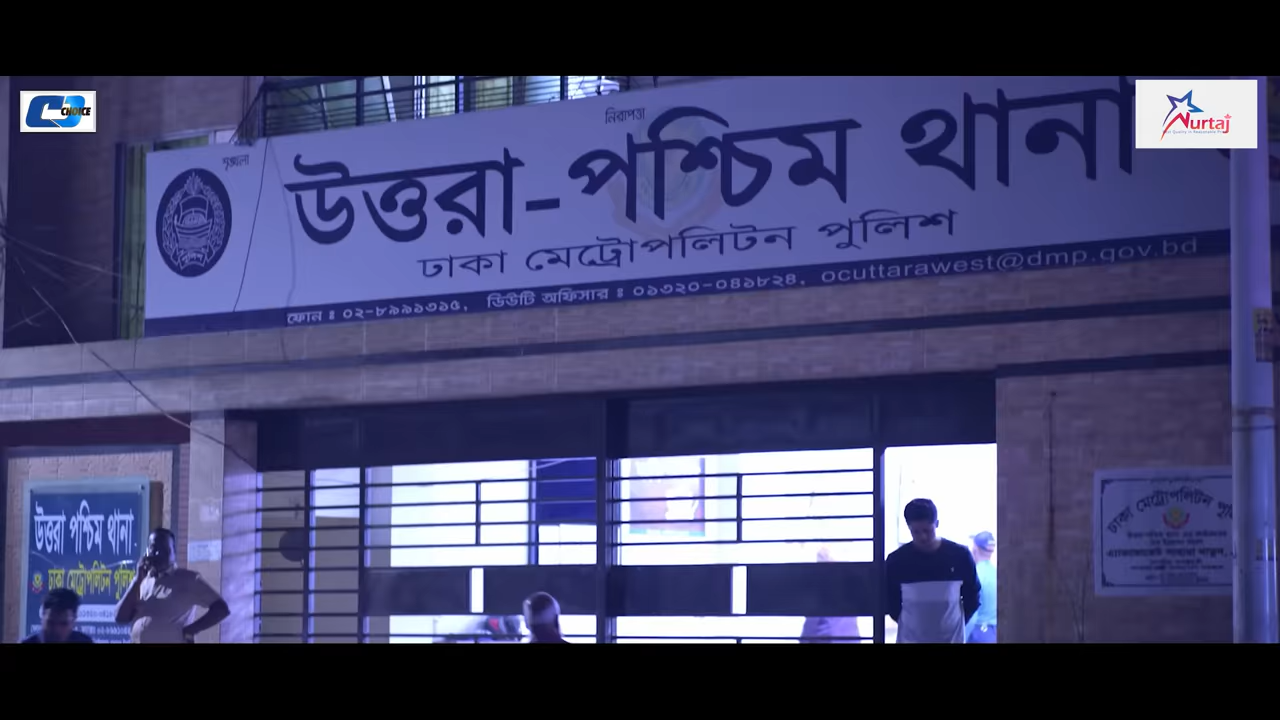 CD CHOICE
Nurtaj
নিরাপত্তা
শৃঙ্খলা
উত্তরা-পশ্চিম থানা
ঢাকা মেট্রোপলিটন পুলিশ
ফোন ঃ ০২-৮৯৯১৩১৫, ডিউটি অফিসার ঃ ০১৩২০-০৪১৮২৪, ocuttarawest@dmp.gov.bd
উত্তরা পশ্চিম থানা
ঢাকা মেট্রোপলিটন পুলিশ
ঢাকা মেট্রোপলিটন